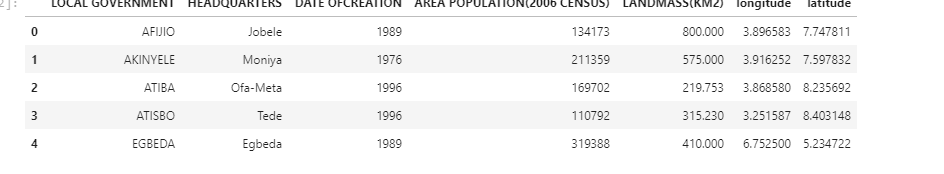 2]:
LOCAL GOVERNMENT HEADQUARTERS DATE OFCREATION AREA POPULATION(2006 CENSUS) LANDMASS(KM2) longitude latitude
0 AFIJIO Jobele 1989 134173 800.000 3.896583 7.747811
1 AKINYELE Moniya 1976 211359 575.000 3.916252 7.597832
2 ATIBA Ofa-Meta 1996 169702 219.753 3.868580 8.235692
3 ATISBO Tede 1996 110792 315.230 3.251587 8.403148
4 EGBEDA Egbeda 1989 319388 410.000 6.752500 5.234722